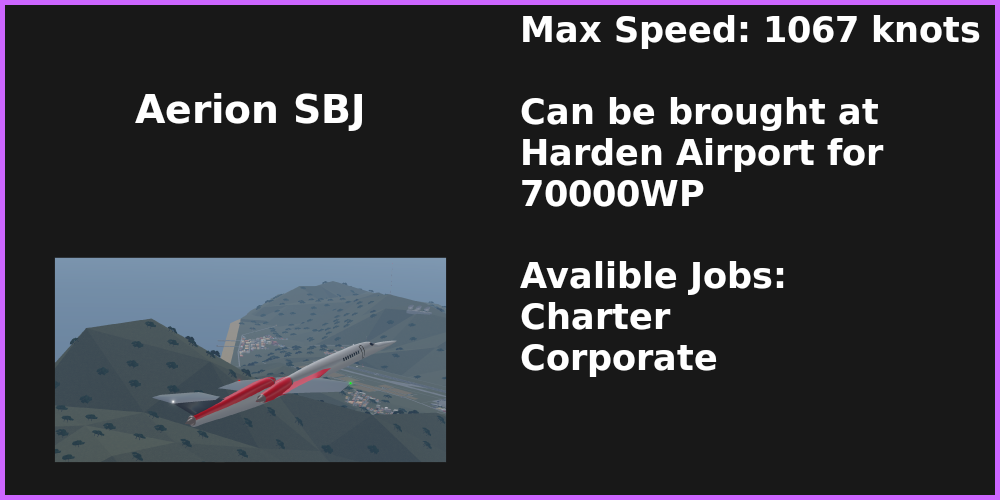 Aerion SBJ
Max Speed: 1067 knots
Can be brought at
Harden Airport for
70000WP
Avalible Jobs:
Charter
Corporate